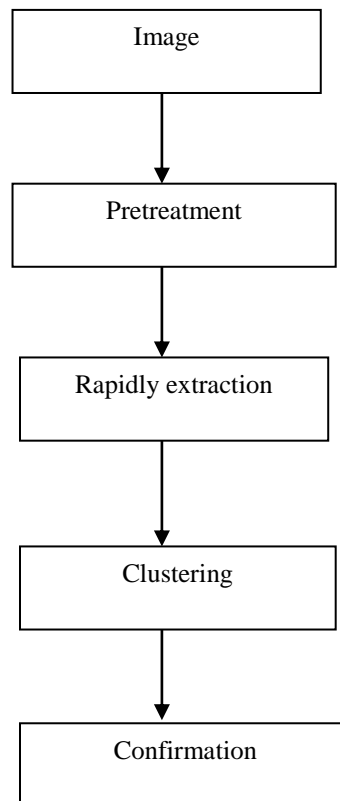 Image
Pretreatment
Rapidly extraction
Clustering
Confirmation